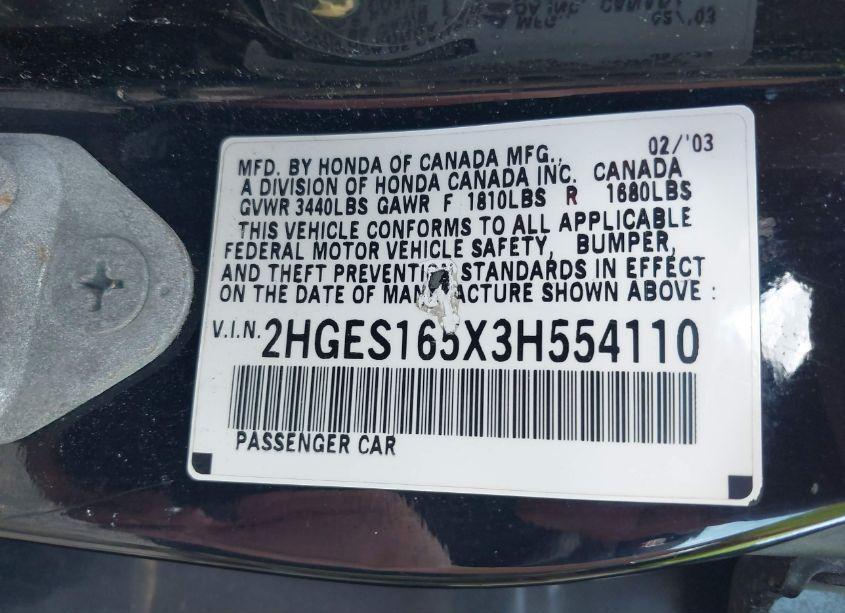 MFD. BY HONDA OF CANADA MFG., 02/'03
A DIVISION OF HONDA CANADA INC. CANADA
GVWR 3440LBS GAWR F 1810LBS R 1680LBS
THIS VEHICLE CONFORMS TO ALL APPLICABLE
FEDERAL MOTOR VEHICLE SAFETY, BUMPER,
AND THEFT PREVENTION STANDARDS IN EFFECT
ON THE DATE OF MANUFACTURE SHOWN ABOVE :
V.I.N. 2HGES165X3H554110
PASSENGER CAR